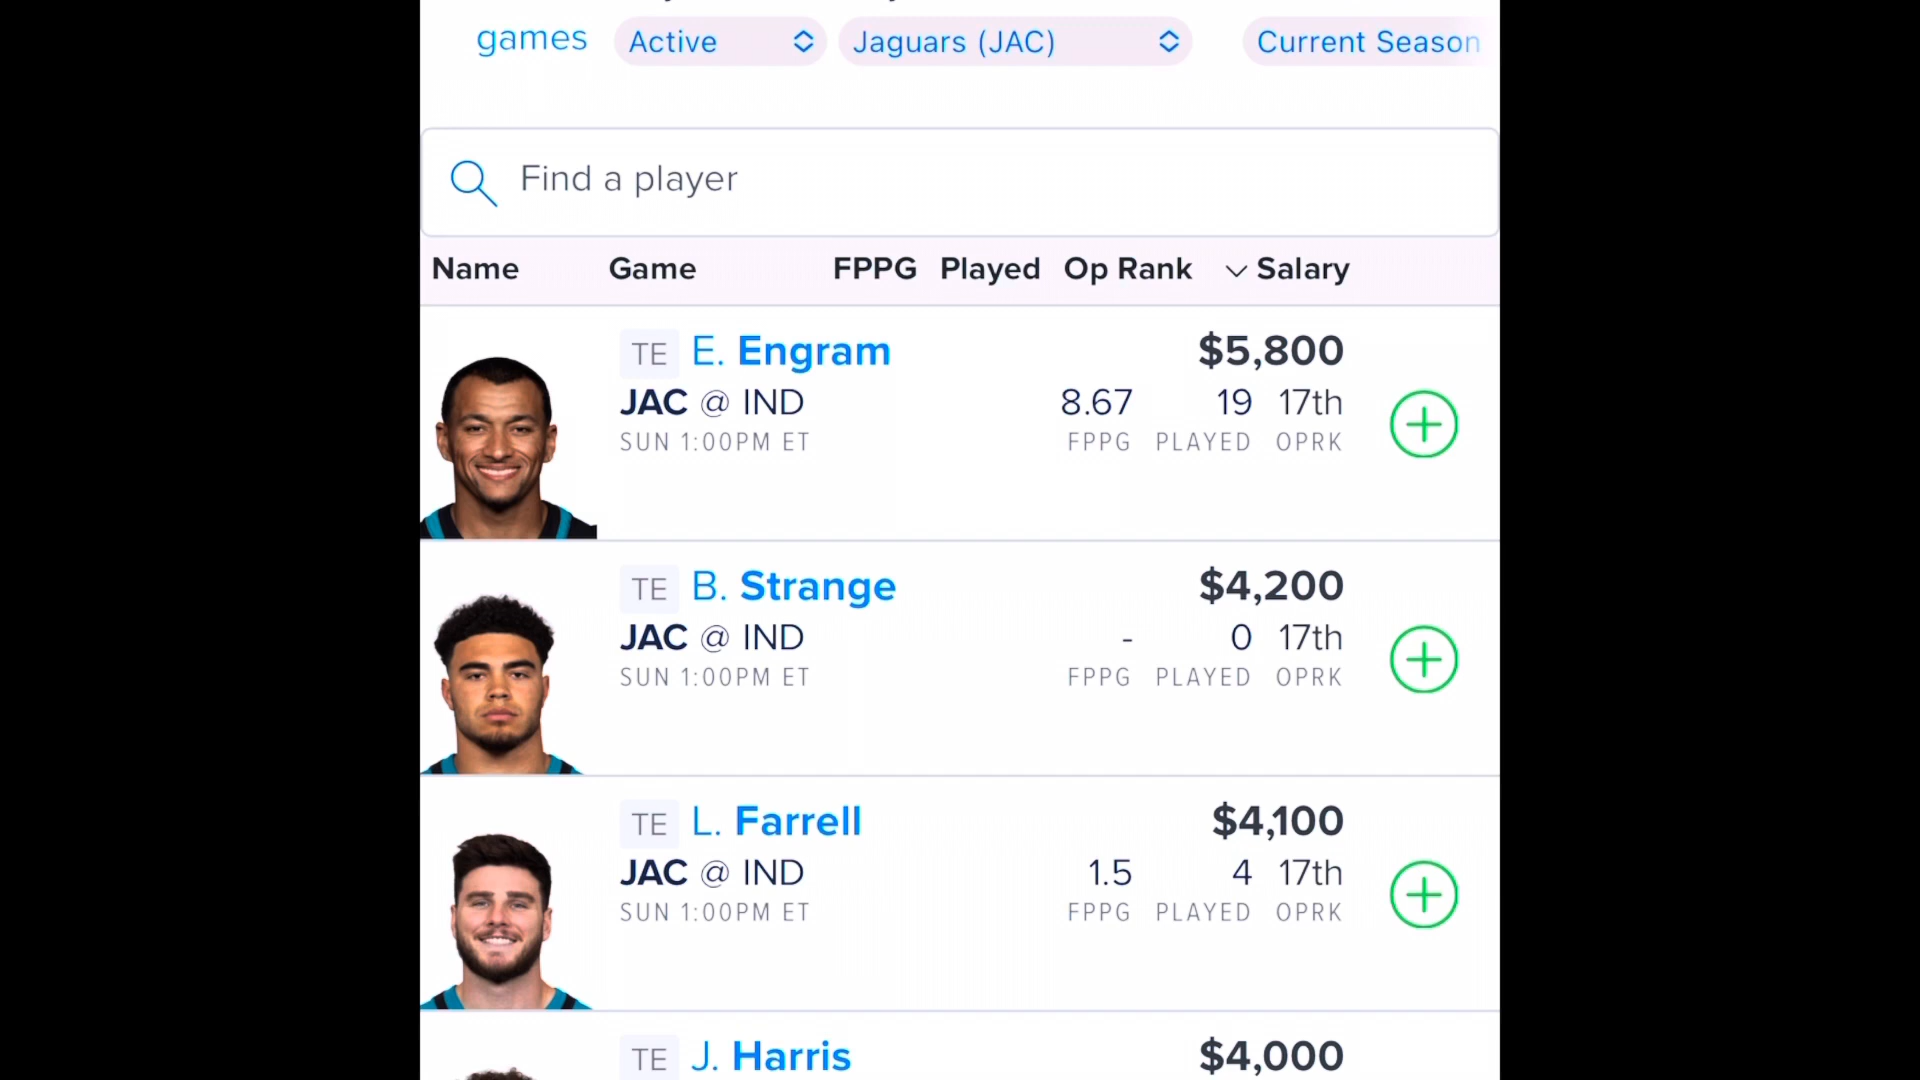 games Active Jaguars (JAC) Current Season
Find a player
Name Game FPPG Played Op Rank Salary
TE E. Engram $5,800
JAC @ IND 8.67 19 17th
SUN 1:00PM ET FPPG PLAYED OPRK
TE B. Strange $4,200
JAC @ IND - 0 17th
SUN 1:00PM ET FPPG PLAYED OPRK
TE L. Farrell $4,100
JAC @ IND 1.5 4 17th
SUN 1:00PM ET FPPG PLAYED OPRK
TE J. Harris $4,000